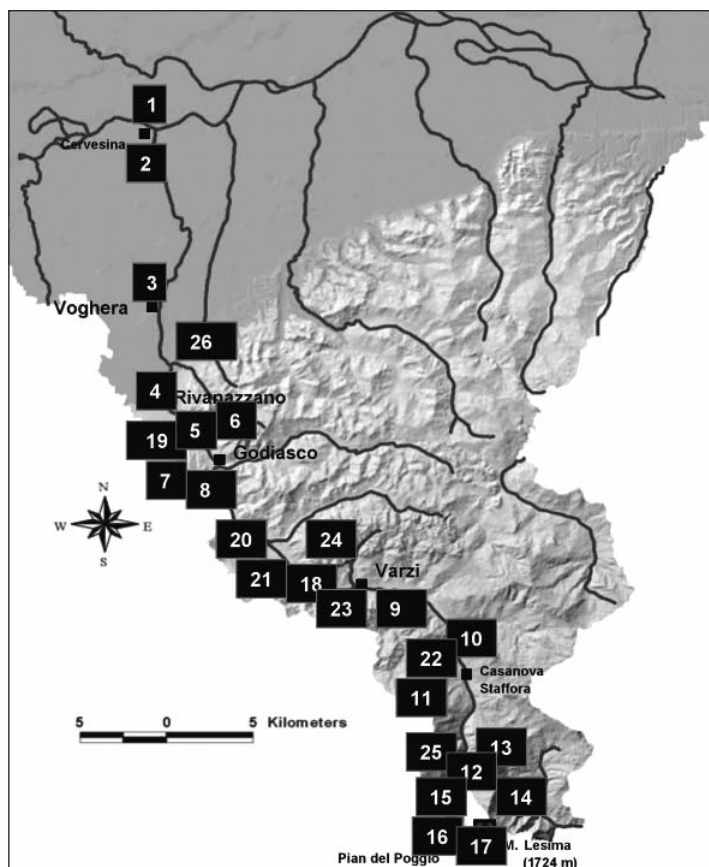 1
Cervesina
2
3
Voghera
26
4
Rivanazzano
5
6
19
Godiasco
7
8
N
W
E
S
20
24
21
18
Varzi
23
9
10
22
Casanova
Staffora
11
5
0
5
Kilometers
25
13
12
15
14
16
17
M. Lesima
(1724 m)
Pian del Poggio